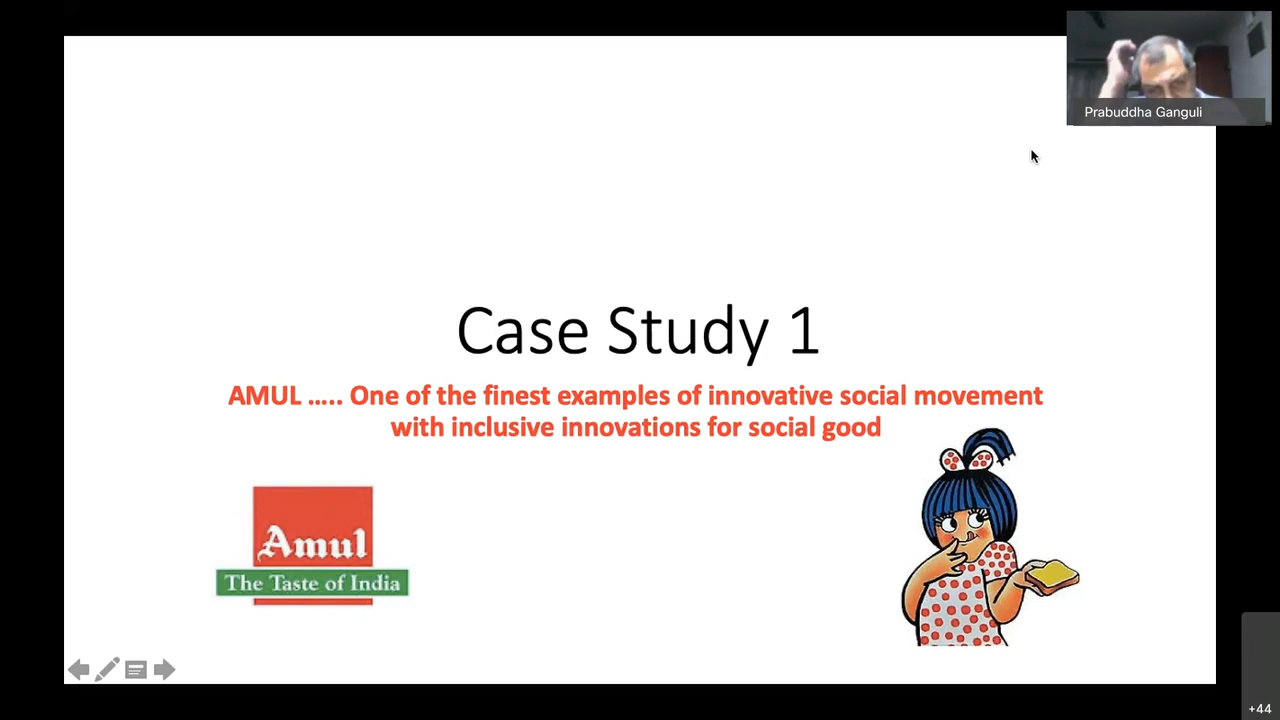 Prabuddha Ganguli
Case Study 1
AMUL ..... One of the finest examples of innovative social movement
with inclusive innovations for social good
Amul
The Taste of India
+44